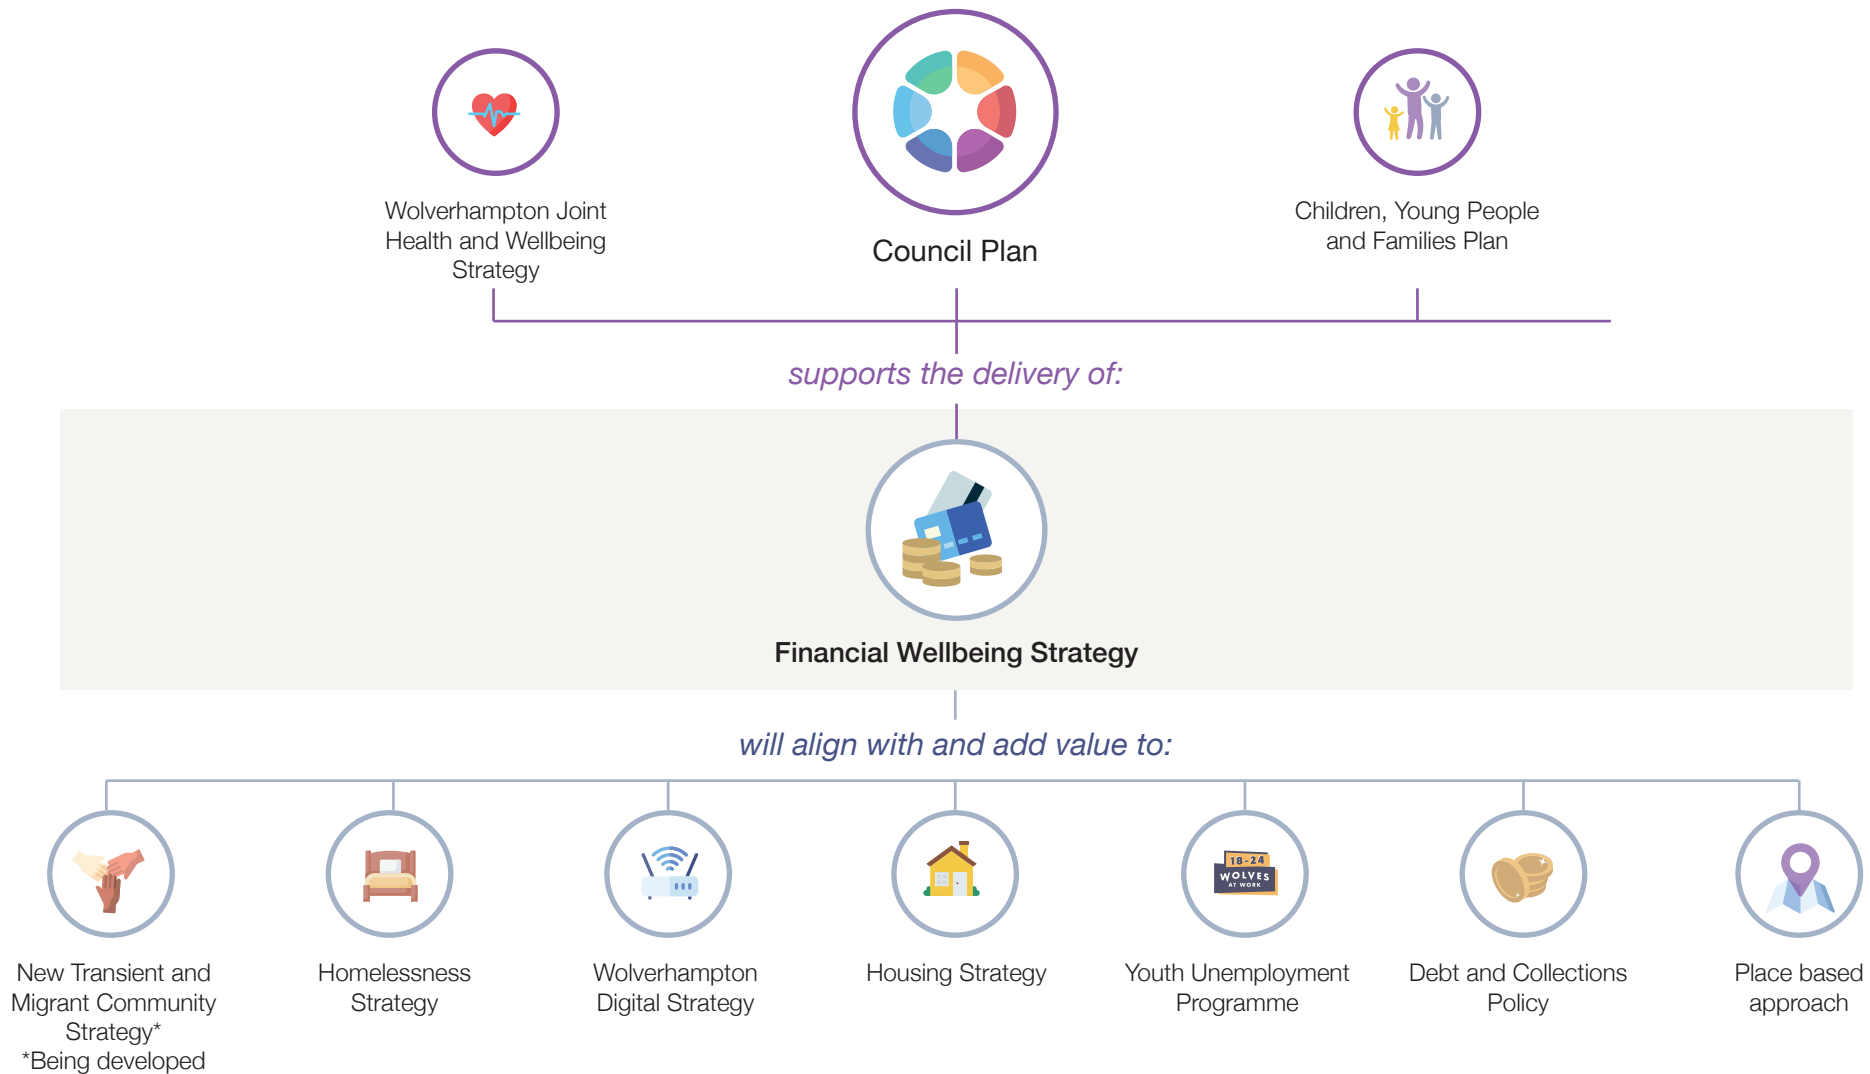 Wolverhampton Joint
Health and Wellbeing
Strategy
Council Plan
Children, Young People
and Families Plan
supports the delivery of:
Financial Wellbeing Strategy
will align with and add value to:
18-24
WOLVES
AT WORK
New Transient and
Migrant Community
Strategy*
*Being developed
Homelessness
Strategy
Wolverhampton
Digital Strategy
Housing Strategy
Youth Unemployment
Programme
Debt and Collections
Policy
Place based
approach